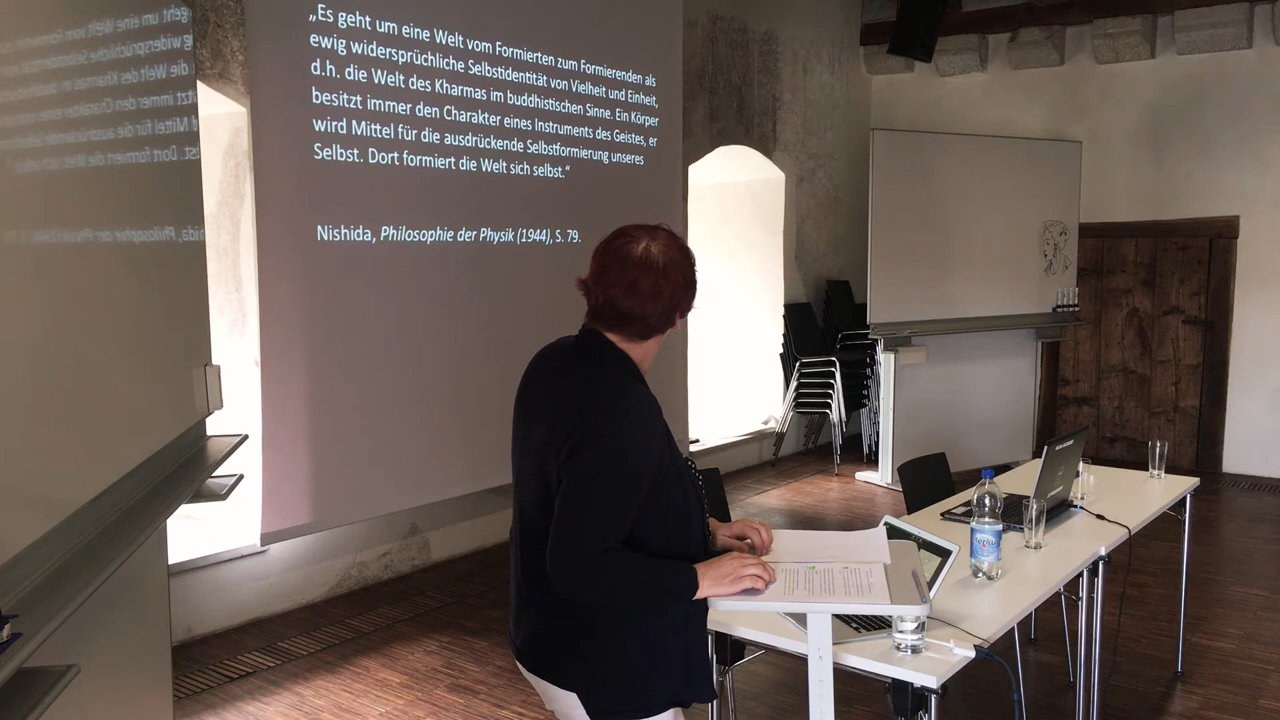 „Es geht um eine Welt vom Formierten zum Formierenden als
ewig widersprüchliche Selbstidentität von Vielheit und Einheit,
d.h. die Welt des Kharmas im buddhistischen Sinne. Ein Körper
besitzt immer den Charakter eines Instruments des Geistes, er
wird Mittel für die ausdrückende Selbstformierung unseres
Selbst. Dort formiert die Welt sich selbst.“
Nishida, Philosophie der Physik (1944), S. 79.